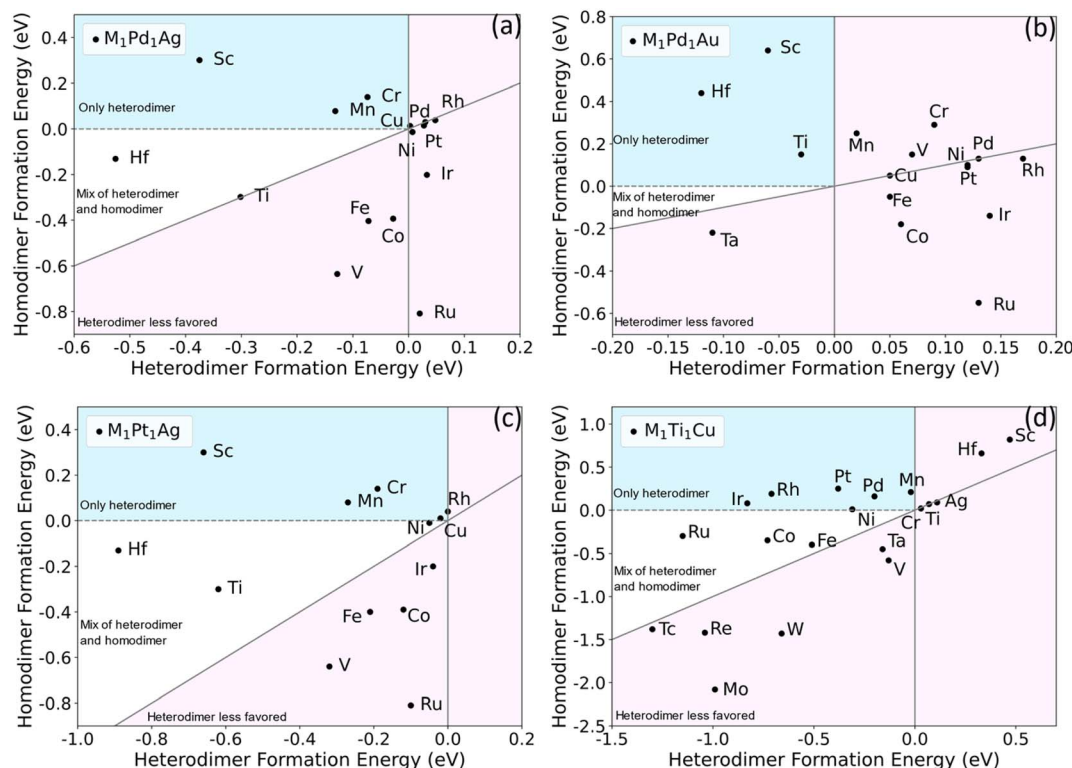 (a)
M₁Pd₁Ag
Homodimer Formation Energy (eV)
0.4
0.2
0.0
-0.2
-0.4
-0.6
-0.8
Sc
Cr
Mn
Cu
Pd
Rh
Only heterodimer
Ni
Pt
Hf
Ir
Mix of heterodimer
and homodimer
Ti
Fe
Co
V
Ru
Heterodimer less favored
-0.6 -0.5 -0.4 -0.3 -0.2 -0.1 0.0 0.1 0.2
Heterodimer Formation Energy (eV)
(b)
M₁Pd₁Au
Homodimer Formation Energy (eV)
0.8
0.6
0.4
0.2
0.0
-0.2
-0.4
-0.6
Sc
Hf
Cr
Only heterodimer
Ti
Mn
V
Ni
Pd
Pt
Rh
Cu
Mix of heterodimer
and homodimer
Fe
Ir
Ta
Co
Ru
Heterodimer less favored
-0.20 -0.15 -0.10 -0.05 0.00 0.05 0.10 0.15 0.20
Heterodimer Formation Energy (eV)
(c)
M₁Pt₁Ag
Homodimer Formation Energy (eV)
0.4
0.2
0.0
-0.2
-0.4
-0.6
-0.8
Sc
Cr
Mn
Rh
Only heterodimer
Ni
Cu
Hf
Ir
Ti
Mix of heterodimer
and homodimer
Fe
Co
V
Ru
Heterodimer less favored
-1.0 -0.8 -0.6 -0.4 -0.2 0.0 0.2
Heterodimer Formation Energy (eV)
(d)
M₁Ti₁Cu
Homodimer Formation Energy (eV)
1.0
0.5
0.0
-0.5
-1.0
-1.5
-2.0
-2.5
Sc
Hf
Pt
Pd
Mn
Rh
Ir
Only heterodimer
Ag
Ni
Cr
Ti
Ru
Co
Fe
Ta
V
Mix of heterodimer
and homodimer
Tc
Re
W
Mo
Heterodimer less favored
-1.5 -1.0 -0.5 0.0 0.5
Heterodimer Formation Energy (eV)